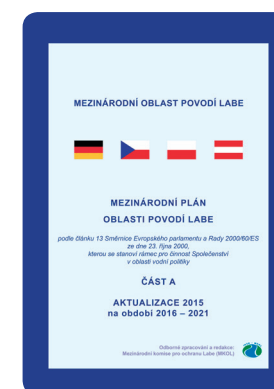 MEZINÁRODNÍ OBLAST POVODÍ LABE
MEZINÁRODNÍ PLÁN
OBLASTI POVODÍ LABE
podle článku 13 Směrnice Evropského parlamentu a Rady 2000/60/ES
ze dne 23. října 2000,
kterou se stanoví rámec pro činnost Společenství
v oblasti vodní politiky
ČÁST A
AKTUALIZACE 2015
na období 2016 – 2021
Odborné zpracování a redakce:
Mezinárodní komise pro ochranu Labe (MKOL)